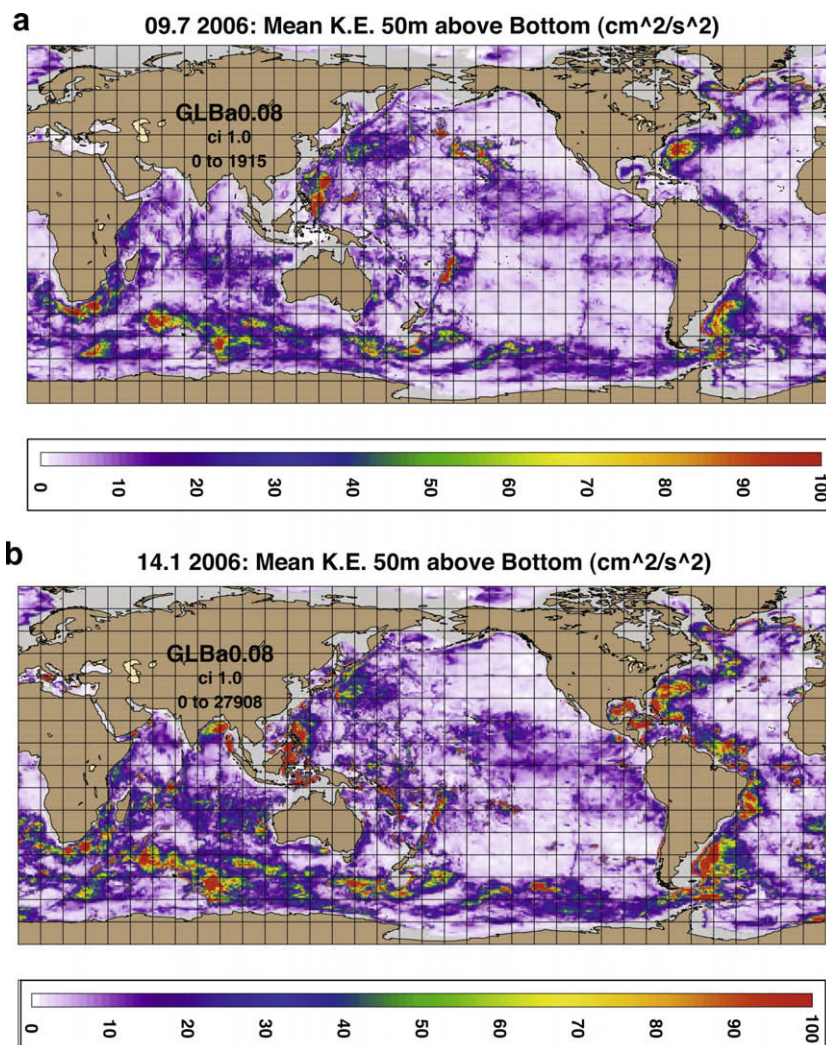 a
09.7 2006: Mean K.E. 50m above Bottom (cm^2/s^2)
GLBa0.08
ci 1.0
0 to 1915
0 10 20 30 40 50 60 70 80 90 100
b
14.1 2006: Mean K.E. 50m above Bottom (cm^2/s^2)
GLBa0.08
ci 1.0
0 to 27908
0 10 20 30 40 50 60 70 80 90 100